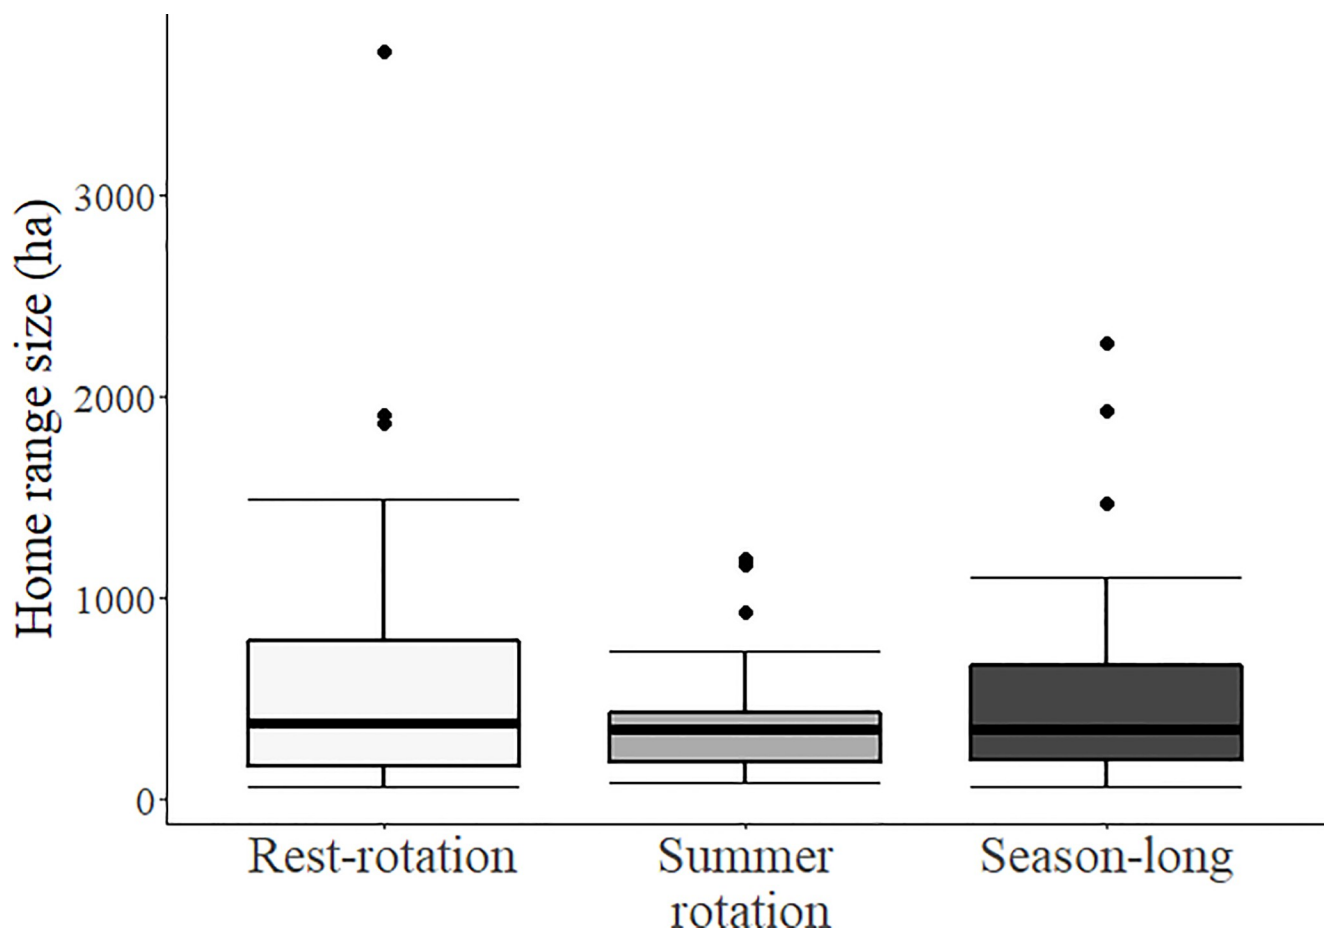 Home range size (ha)
3000
2000
1000
0
Rest-rotation
Summer
rotation
Season-long